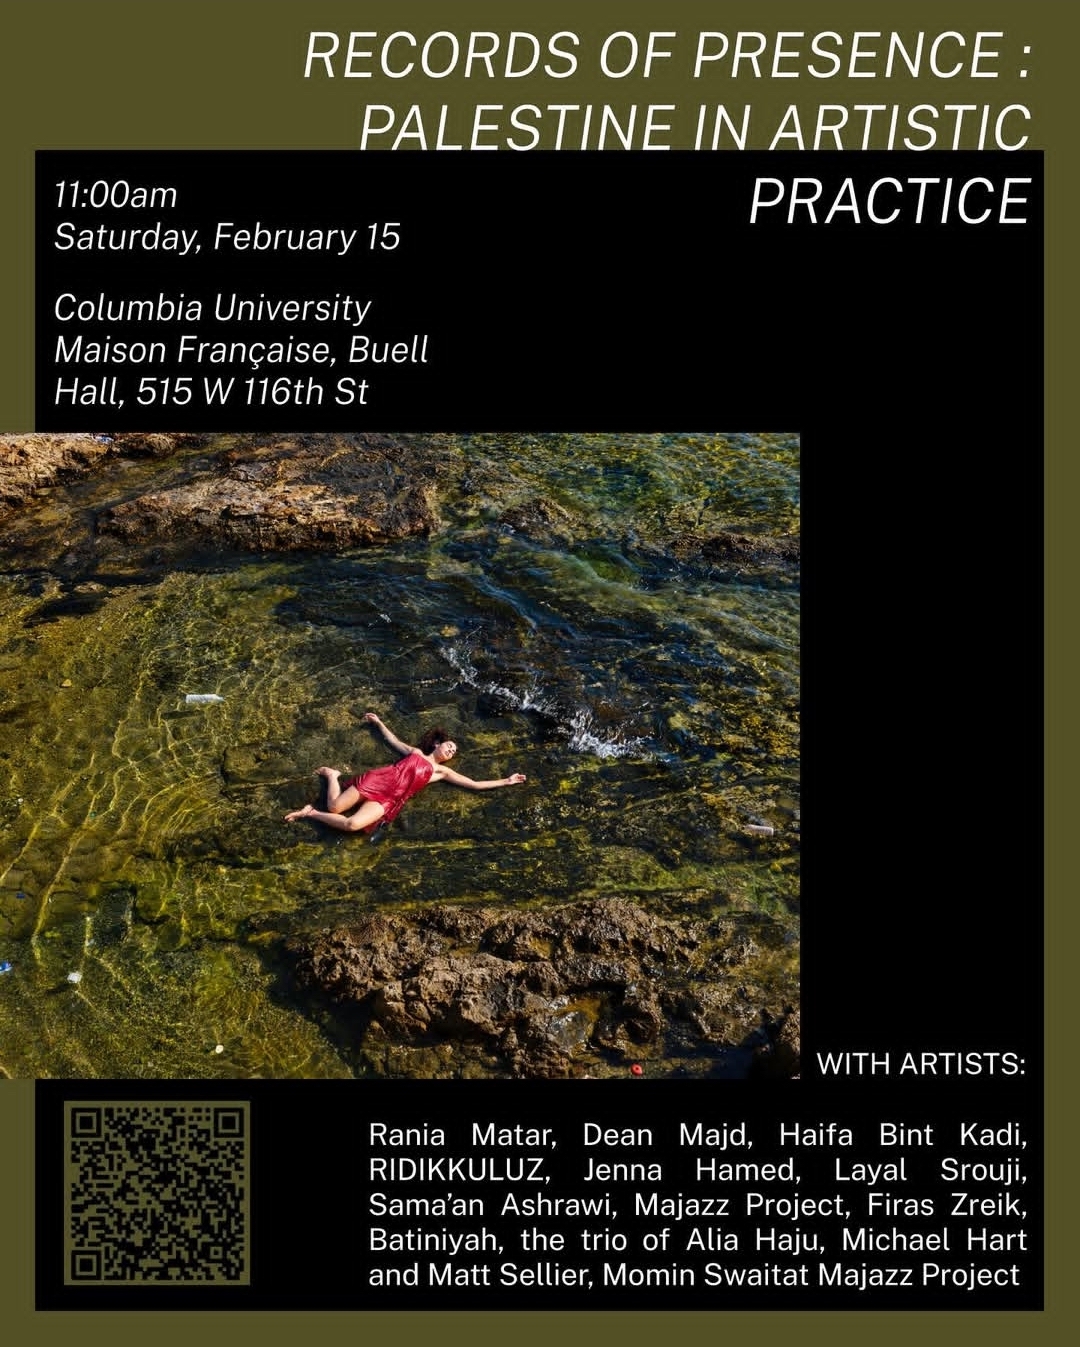 RECORDS OF PRESENCE :
PALESTINE IN ARTISTIC
PRACTICE
11:00am
Saturday, February 15
Columbia University
Maison Française, Buell
Hall, 515 W 116th St
WITH ARTISTS:
Rania Matar, Dean Majd, Haifa Bint Kadi,
RIDIKKULUZ, Jenna Hamed, Layal Srouji,
Sama’an Ashrawi, Majazz Project, Firas Zreik,
Batiniyah, the trio of Alia Haju, Michael Hart
and Matt Sellier, Momin Swaitat Majazz Project